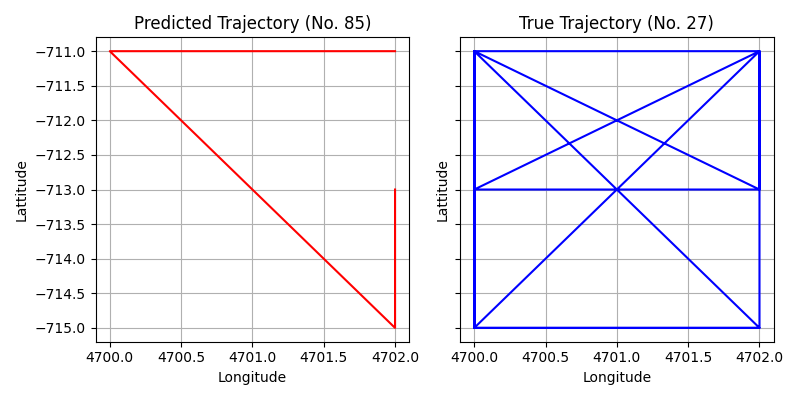 Predicted Trajectory (No. 85)
−711.0
−711.5
−712.0
−712.5
−713.0
−713.5
−714.0
−714.5
−715.0
Lattitude
4700.0 4700.5 4701.0 4701.5 4702.0
Longitude
True Trajectory (No. 27)
Lattitude
4700.0 4700.5 4701.0 4701.5 4702.0
Longitude